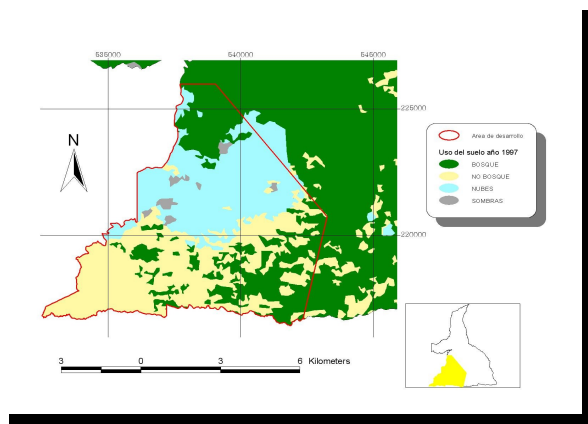 535000 540000 545000
225000
220000
N
Area de desarrollo
Uso del suelo año 1997
BOSQUE
NO BOSQUE
NUBES
SOMBRAS
3 0 3 6 Kilometers